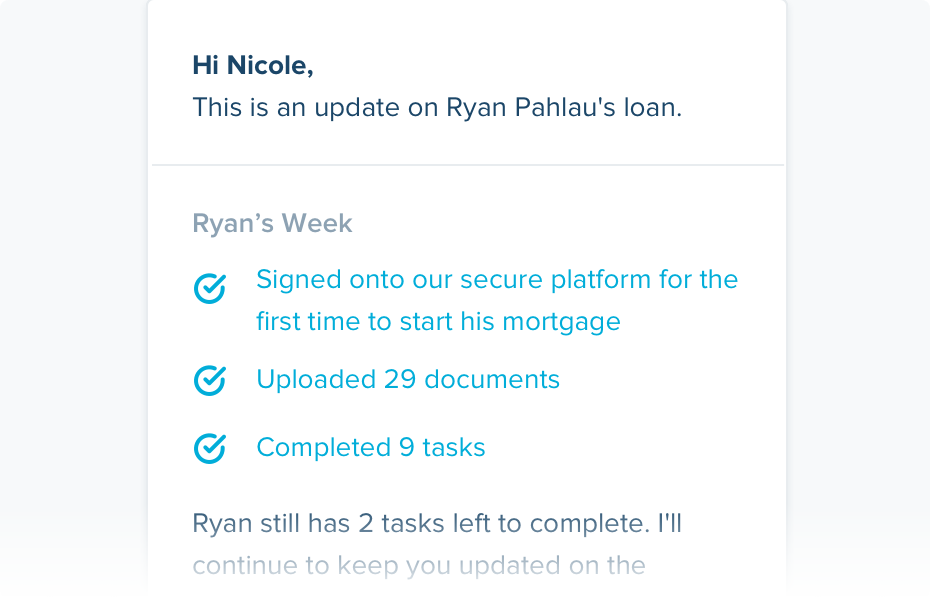 Hi Nicole,
This is an update on Ryan Pahlau's loan.
Ryan’s Week
Signed onto our secure platform for the
first time to start his mortgage
Uploaded 29 documents
Completed 9 tasks
Ryan still has 2 tasks left to complete. I'll
continue to keep you updated on the